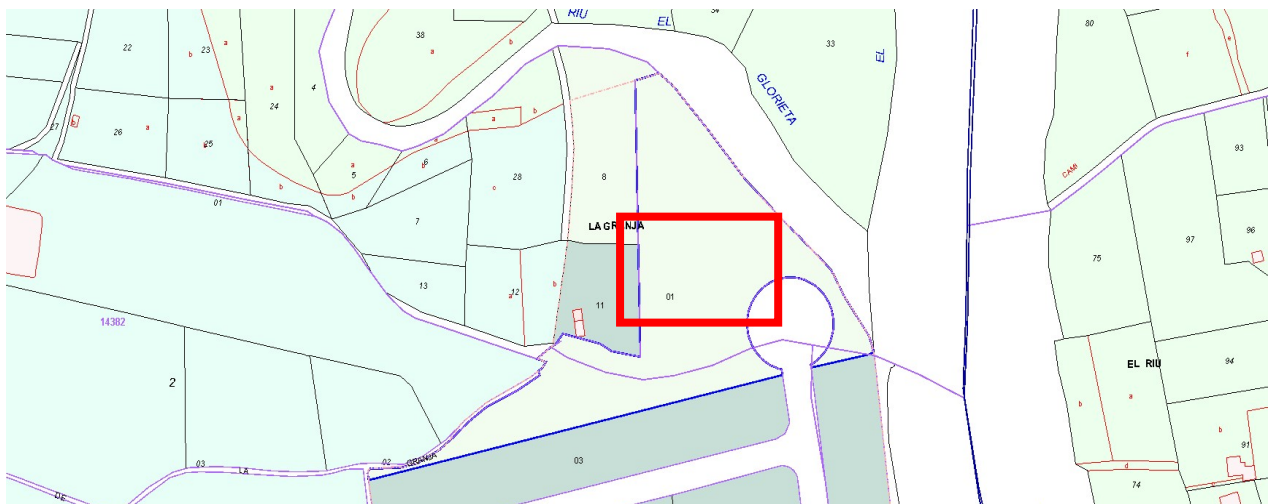 RIU EL
34
80
22
23
b
a
38
a
b
33
EL
f
e
GLORIETA
a
24
4
a
b
a
b
27
b
26
a
25
a
6
b
93
5
b
b
28
c
8
CAMI
01
7
LA GRANJA
97
96
75
13
12
a
b
11
01
14382
EL RIU
94
2
b
a
b
91
03
LA
02
GRANJA
03
d
74
DE